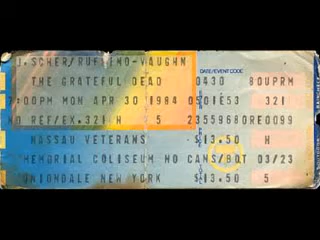 J.SCHER/RUFFINO-VAUGHN
DATE/EVENT CODE
THE GRATEFUL DEAD 0430 80UPRM
7:00PM MON APR 30 1984 0501E53 321
NO REF/EX.321 H 5 23559680RE0099
NASSAU VETERANS $13.50 H
MEMORIAL COLISEUM NO CANS/BOT 03/23
UNIONDALE NEW YORK $13.50 5